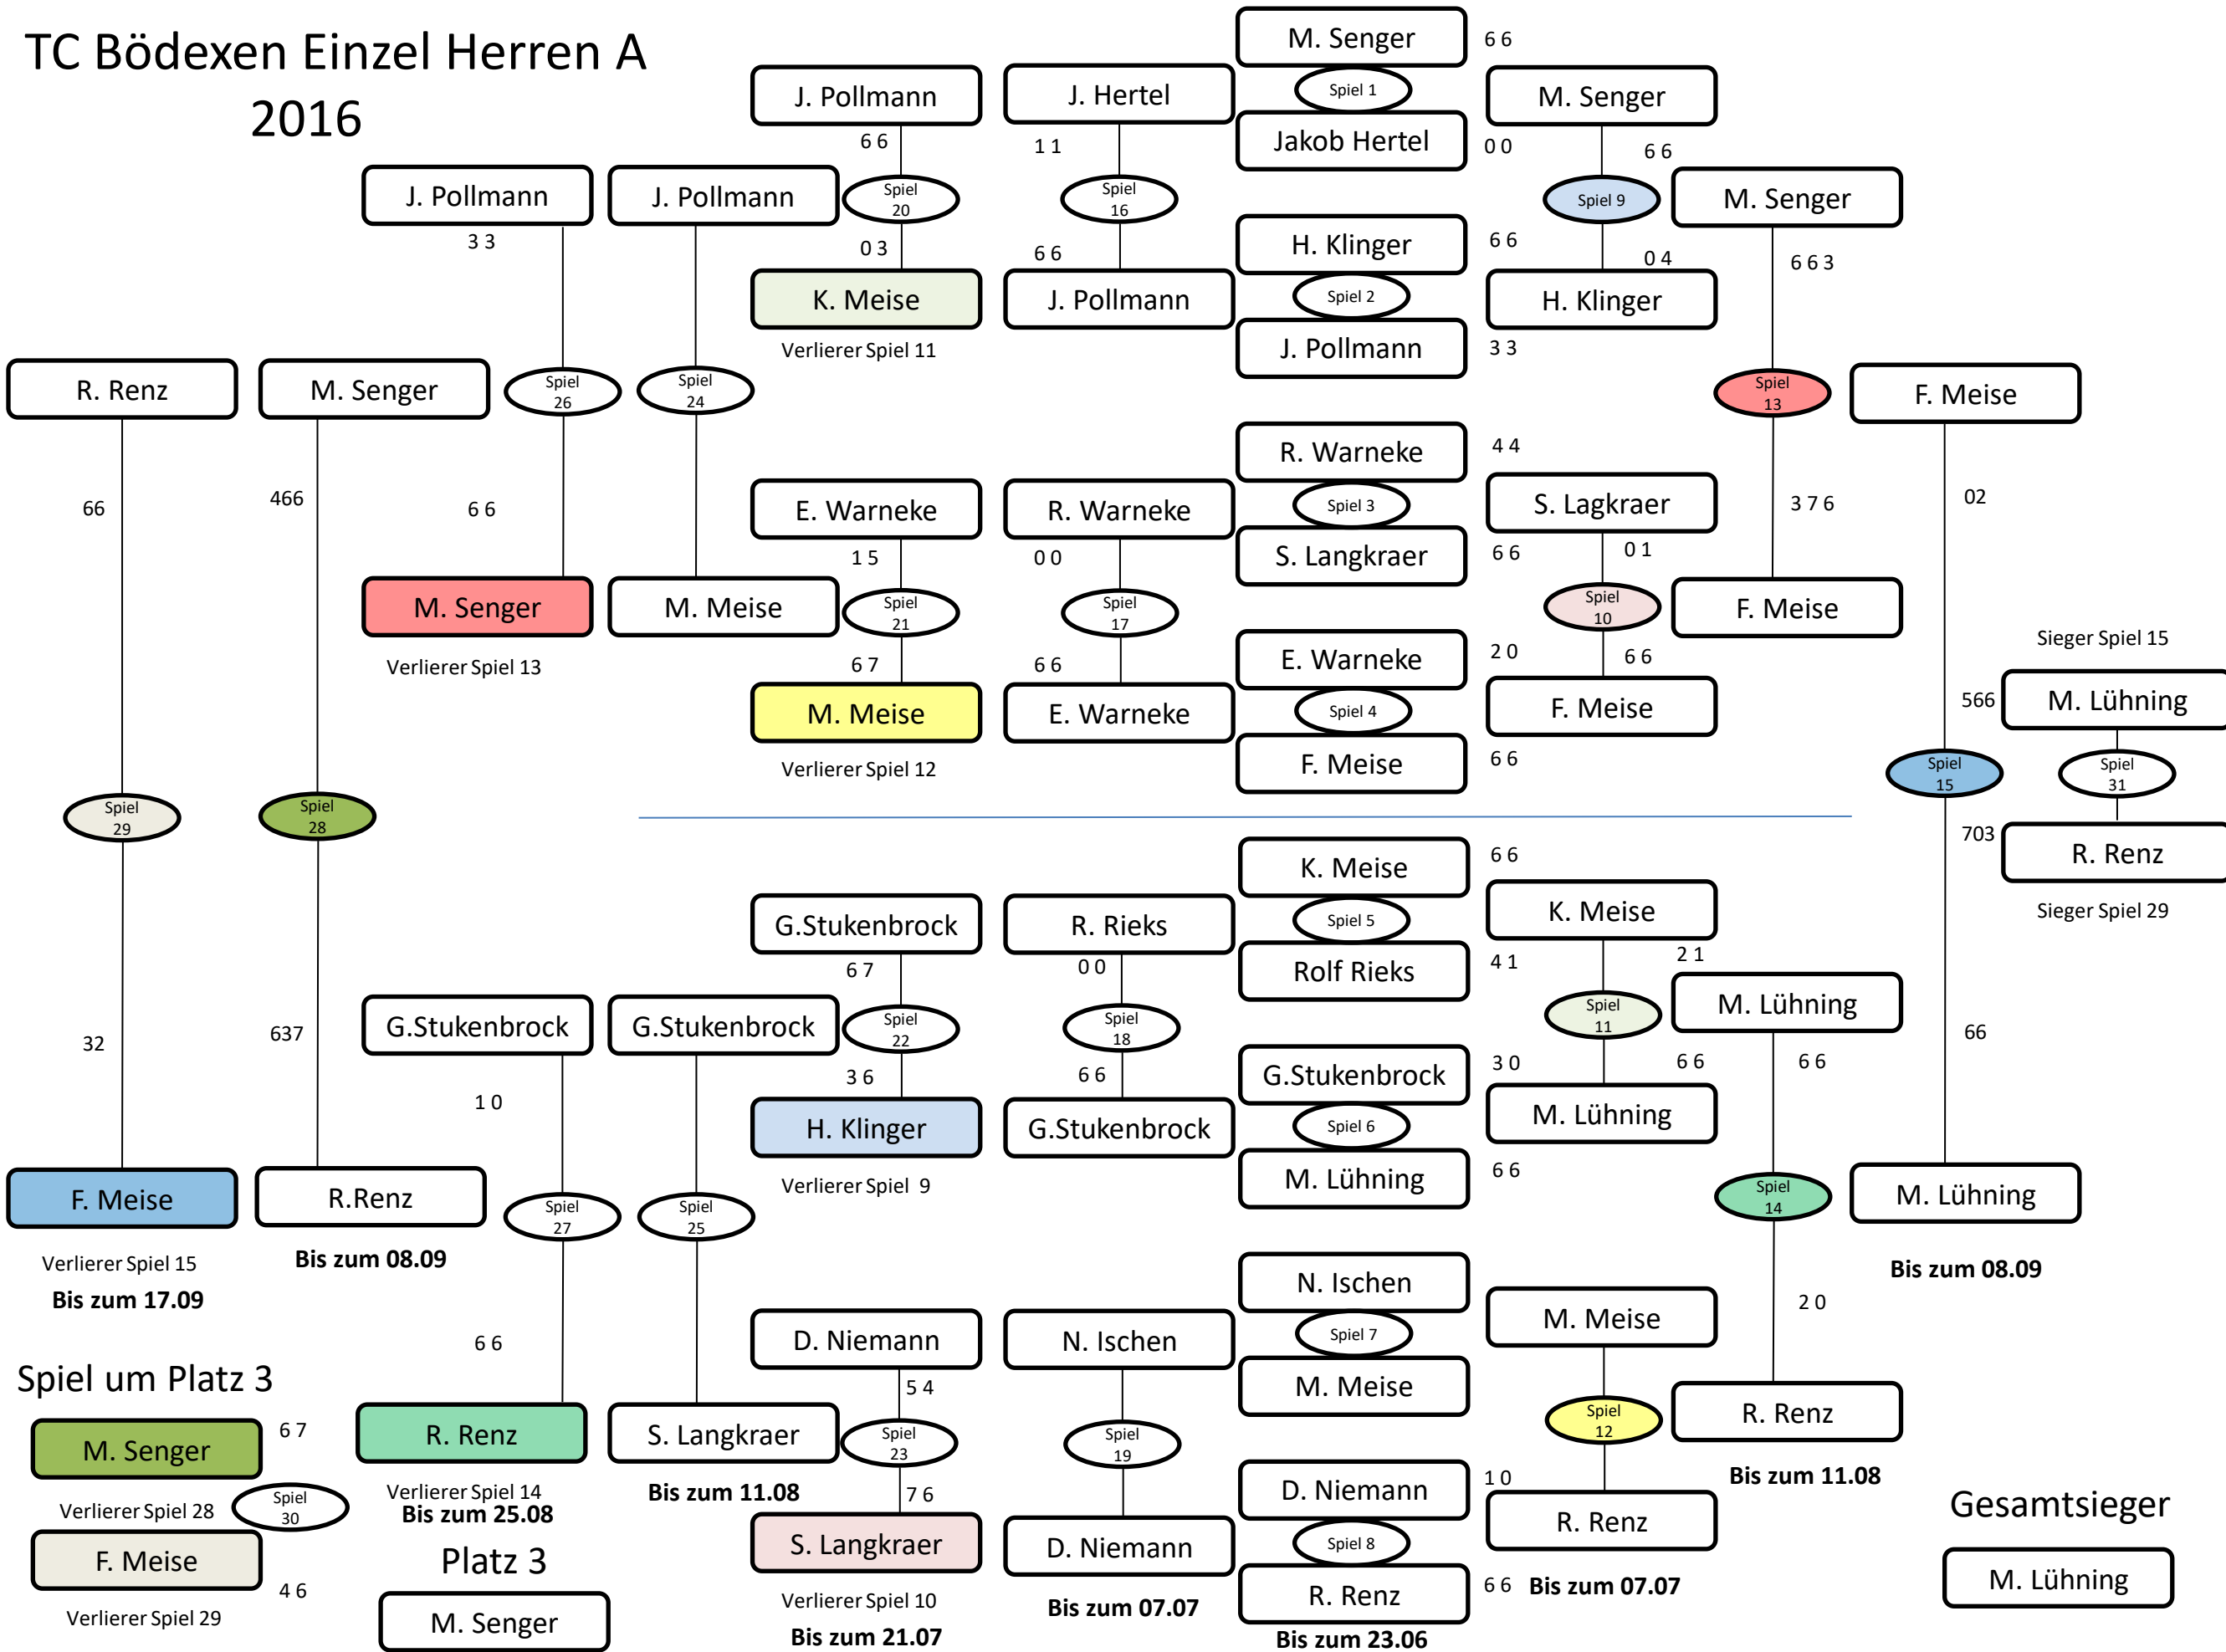 TC Bödexen Einzel Herren A
2016
M. Senger
6 6
Spiel 1
Jakob Hertel
0 0
H. Klinger
6 6
Spiel 2
J. Pollmann
3 3
R. Warneke
4 4
Spiel 3
S. Langkraer
6 6
E. Warneke
2 0
Spiel 4
F. Meise
6 6
K. Meise
6 6
Spiel 5
Rolf Rieks
4 1
G.Stukenbrock
3 0
Spiel 6
M. Lühning
6 6
N. Ischen
Spiel 7
M. Meise
D. Niemann
1 0
Spiel 8
R. Renz
6 6
Bis zum 23.06
M. Senger
6 6
Spiel 9
0 4
H. Klinger
S. Lagkraer
0 1
Spiel
10
6 6
F. Meise
K. Meise
2 1
Spiel
11
6 6
M. Lühning
M. Meise
Spiel
12
R. Renz
Bis zum 07.07
M. Senger
6 6 3
Spiel
13
3 7 6
F. Meise
M. Lühning
6 6
Spiel
14
2 0
R. Renz
Bis zum 11.08
F. Meise
02
Spiel
15
66
M. Lühning
Bis zum 08.09
Sieger Spiel 15
M. Lühning
566
Spiel
31
703
R. Renz
Sieger Spiel 29
Gesamtsieger
M. Lühning
J. Hertel
1 1
Spiel
16
6 6
J. Pollmann
R. Warneke
0 0
Spiel
17
6 6
E. Warneke
R. Rieks
0 0
Spiel
18
6 6
G.Stukenbrock
N. Ischen
Spiel
19
D. Niemann
Bis zum 07.07
J. Pollmann
6 6
Spiel
20
0 3
K. Meise
Verlierer Spiel 11
E. Warneke
1 5
Spiel
21
6 7
M. Meise
Verlierer Spiel 12
G.Stukenbrock
6 7
Spiel
22
3 6
H. Klinger
Verlierer Spiel 9
D. Niemann
5 4
Spiel
23
7 6
S. Langkraer
Verlierer Spiel 10
Bis zum 21.07
J. Pollmann
Spiel
24
M. Meise
G.Stukenbrock
Spiel
25
S. Langkraer
Bis zum 11.08
J. Pollmann
3 3
Spiel
26
6 6
M. Senger
Verlierer Spiel 13
G.Stukenbrock
1 0
Spiel
27
6 6
R. Renz
Verlierer Spiel 14
Bis zum 25.08
M. Senger
466
Spiel
28
637
R.Renz
Bis zum 08.09
R. Renz
66
Spiel
29
32
F. Meise
Verlierer Spiel 15
Bis zum 17.09
Spiel um Platz 3
M. Senger
6 7
Verlierer Spiel 28
Spiel
30
F. Meise
4 6
Verlierer Spiel 29
Platz 3
M. Senger